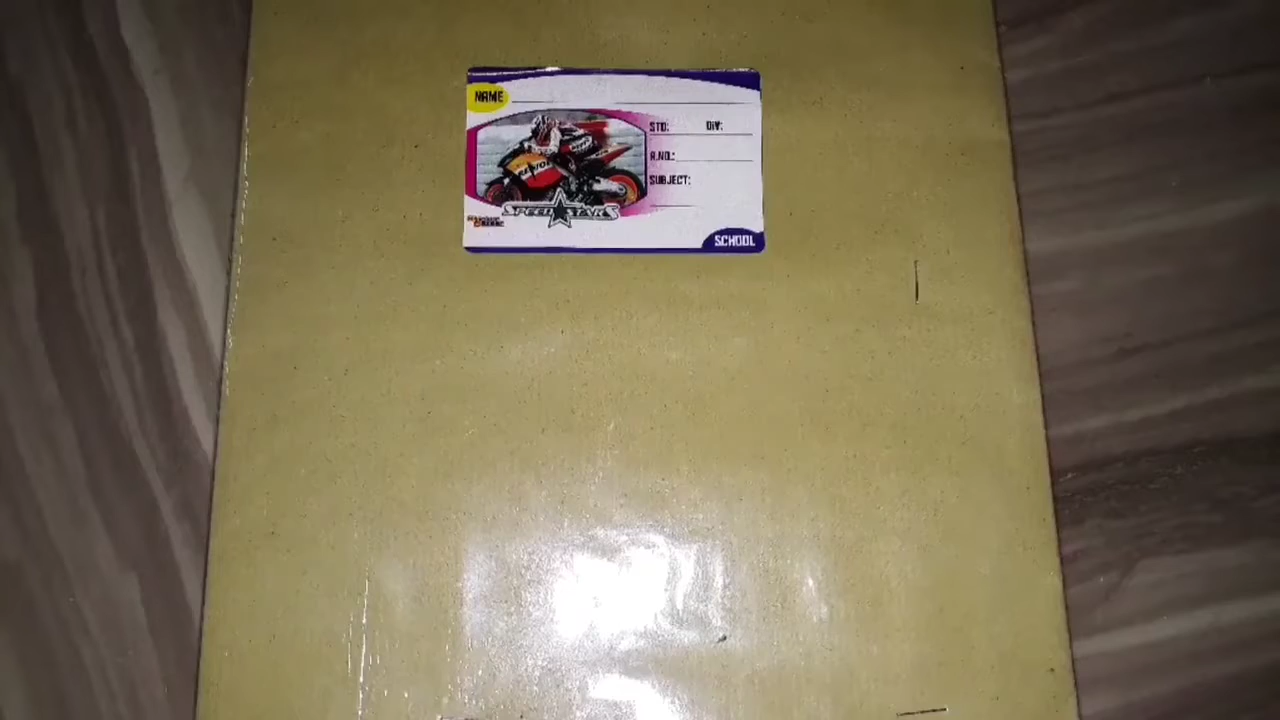 NAME
STD: DIV:
R.NO.:
SUBJECT:
SPEED STARS
SCHOOL